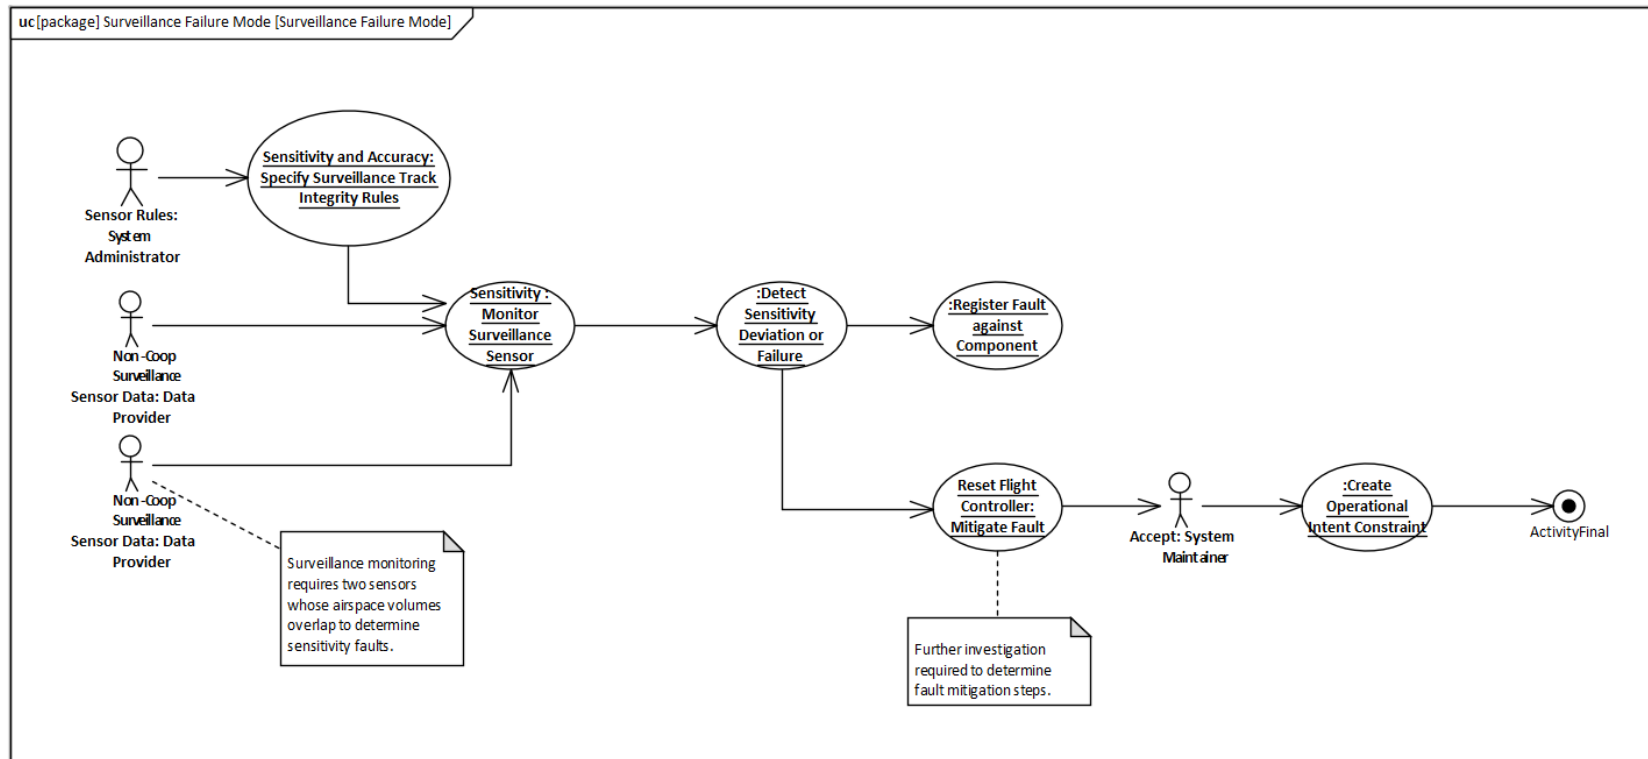 uc [package] Surveillance Failure Mode [Surveillance Failure Mode]
Sensitivity and Accuracy:
Specify Surveillance Track
Integrity Rules
Sensor Rules:
System
Administrator
Non-Coop
Surveillance
Sensor Data: Data
Provider
Sensitivity :
Monitor
Surveillance
Sensor
:Detect
Sensitivity
Deviation or
Failure
:Register Fault
against
Component
Non-Coop
Surveillance
Sensor Data: Data
Provider
Surveillance monitoring
requires two sensors
whose airspace volumes
overlap to determine
sensitivity faults.
Reset Flight
Controller:
Mitigate Fault
Accept: System
Maintainer
:Create
Operational
Intent Constraint
ActivityFinal
Further investigation
required to determine
fault mitigation steps.